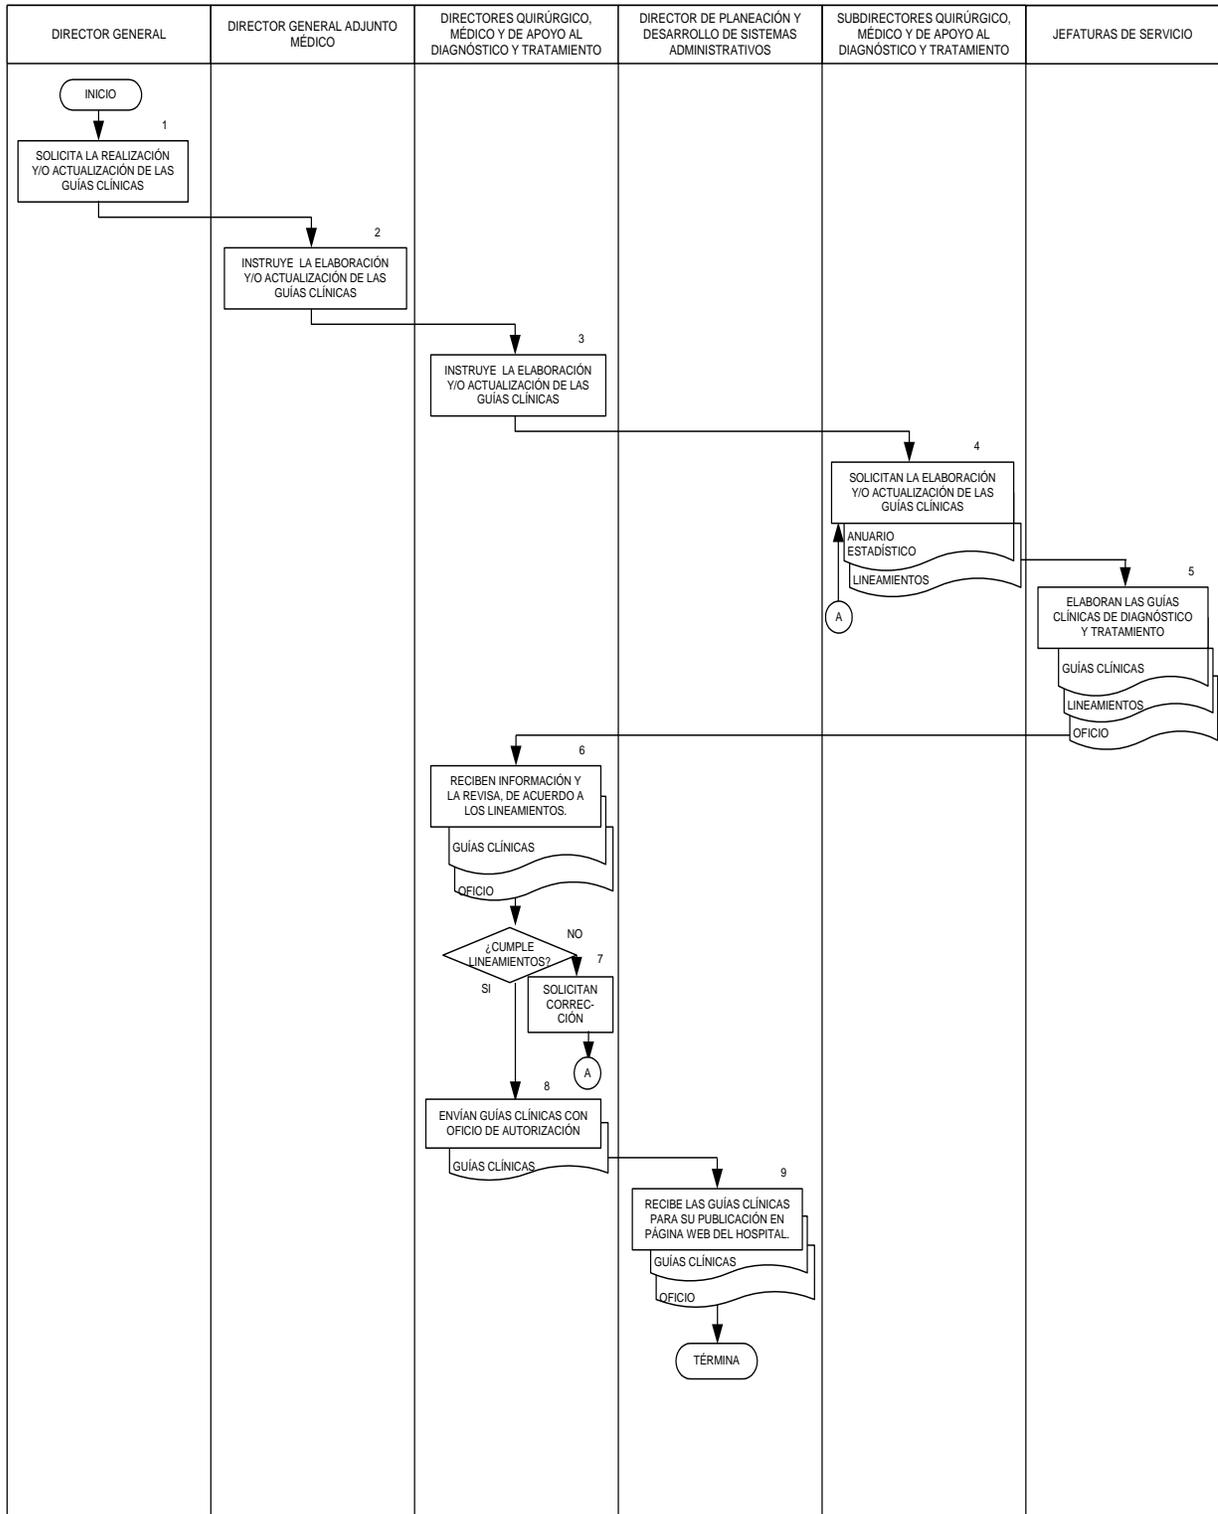 DIRECTOR GENERAL
DIRECTOR GENERAL ADJUNTO
MÉDICO
DIRECTORES QUIRÚRGICO,
MÉDICO Y DE APOYO AL
DIAGNÓSTICO Y TRATAMIENTO
DIRECTOR DE PLANEACIÓN Y
DESARROLLO DE SISTEMAS
ADMINISTRATIVOS
SUBDIRECTORES QUIRÚRGICO,
MÉDICO Y DE APOYO AL
DIAGNÓSTICO Y TRATAMIENTO
JEFATURAS DE SERVICIO
INICIO
1
SOLICITA LA REALIZACIÓN
Y/O ACTUALIZACIÓN DE LAS
GUÍAS CLÍNICAS
2
INSTRUYE LA ELABORACIÓN
Y/O ACTUALIZACIÓN DE LAS
GUÍAS CLÍNICAS
3
INSTRUYE LA ELABORACIÓN
Y/O ACTUALIZACIÓN DE LAS
GUÍAS CLÍNICAS
4
SOLICITAN LA ELABORACIÓN
Y/O ACTUALIZACIÓN DE LAS
GUÍAS CLÍNICAS
ANUARIO
ESTADÍSTICO
LINEAMIENTOS
A
5
ELABORAN LAS GUÍAS
CLÍNICAS DE DIAGNÓSTICO
Y TRATAMIENTO
GUÍAS CLÍNICAS
LINEAMIENTOS
OFICIO
6
RECIBEN INFORMACIÓN Y
LA REVISA, DE ACUERDO A
LOS LINEAMIENTOS.
GUÍAS CLÍNICAS
OFICIO
¿CUMPLE
LINEAMIENTOS?
NO
SI
7
SOLICITAN
CORREC-
CIÓN
A
8
ENVÍAN GUÍAS CLÍNICAS CON
OFICIO DE AUTORIZACIÓN
GUÍAS CLÍNICAS
9
RECIBE LAS GUÍAS CLÍNICAS
PARA SU PUBLICACIÓN EN
PÁGINA WEB DEL HOSPITAL.
GUÍAS CLÍNICAS
OFICIO
TÉRMINA